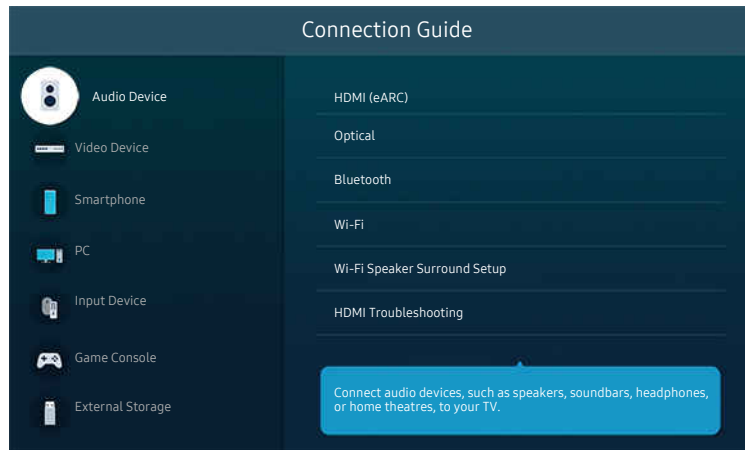 Connection Guide
Audio Device
Video Device
Smartphone
PC
Input Device
Game Console
External Storage
HDMI (eARC)
Optical
Bluetooth
Wi-Fi
Wi-Fi Speaker Surround Setup
HDMI Troubleshooting
Connect audio devices, such as speakers, soundbars, headphones,
or home theatres, to your TV.